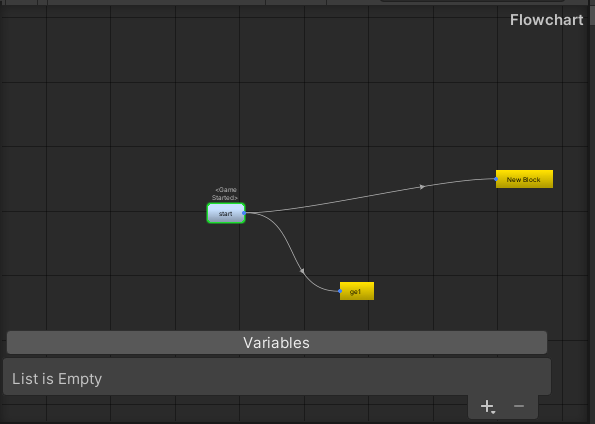 Flowchart
<Game
Started>
start
New Block
ge1
Variables
List is Empty